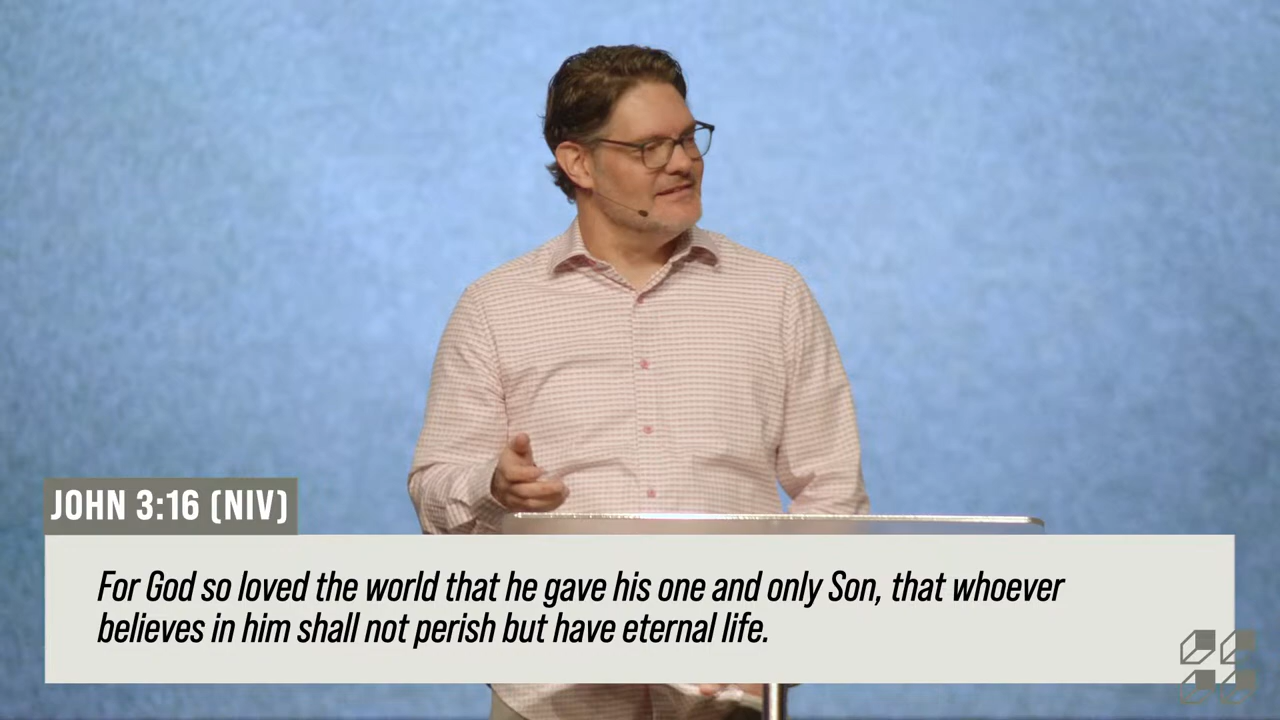 JOHN 3:16 (NIV)
For God so loved the world that he gave his one and only Son, that whoever
believes in him shall not perish but have eternal life.